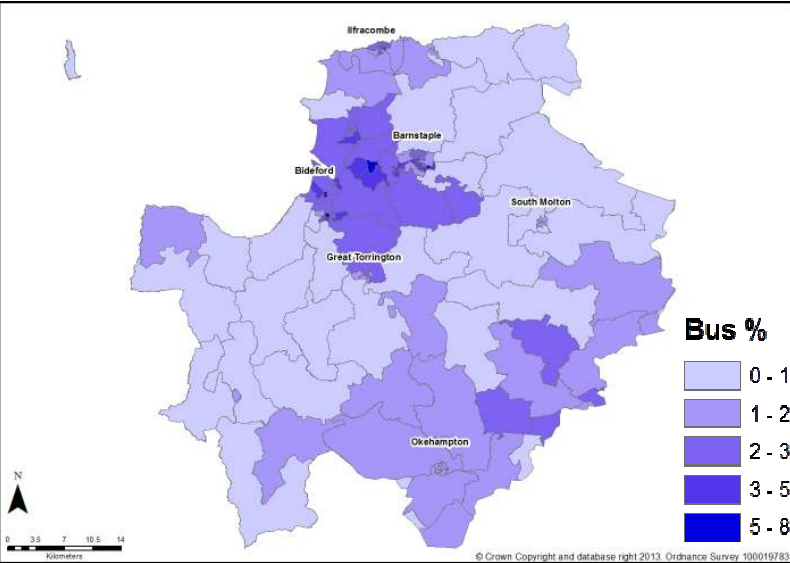 Ilfracombe
Barnstaple
Bideford
South Molton
Great Torrington
Okehampton
Bus %
0 - 1
1 - 2
2 - 3
3 - 5
5 - 8
N
0 3.5 7 10.5 14
Kilometers
© Crown Copyright and database right 2013. Ordnance Survey 100019783